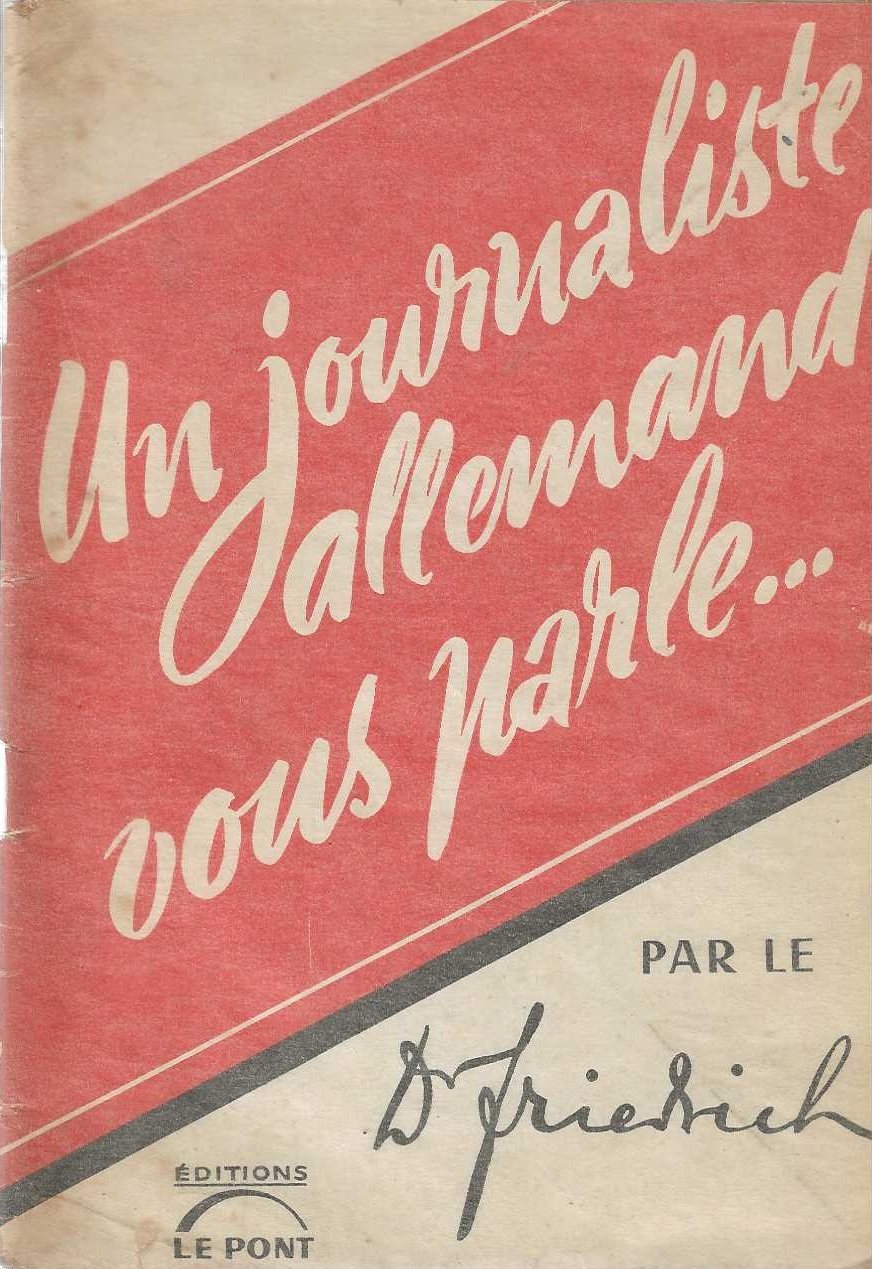 Un journaliste
allemand
vous parle...
PAR LE
Dr Friedrich
ÉDITIONS
LE PONT